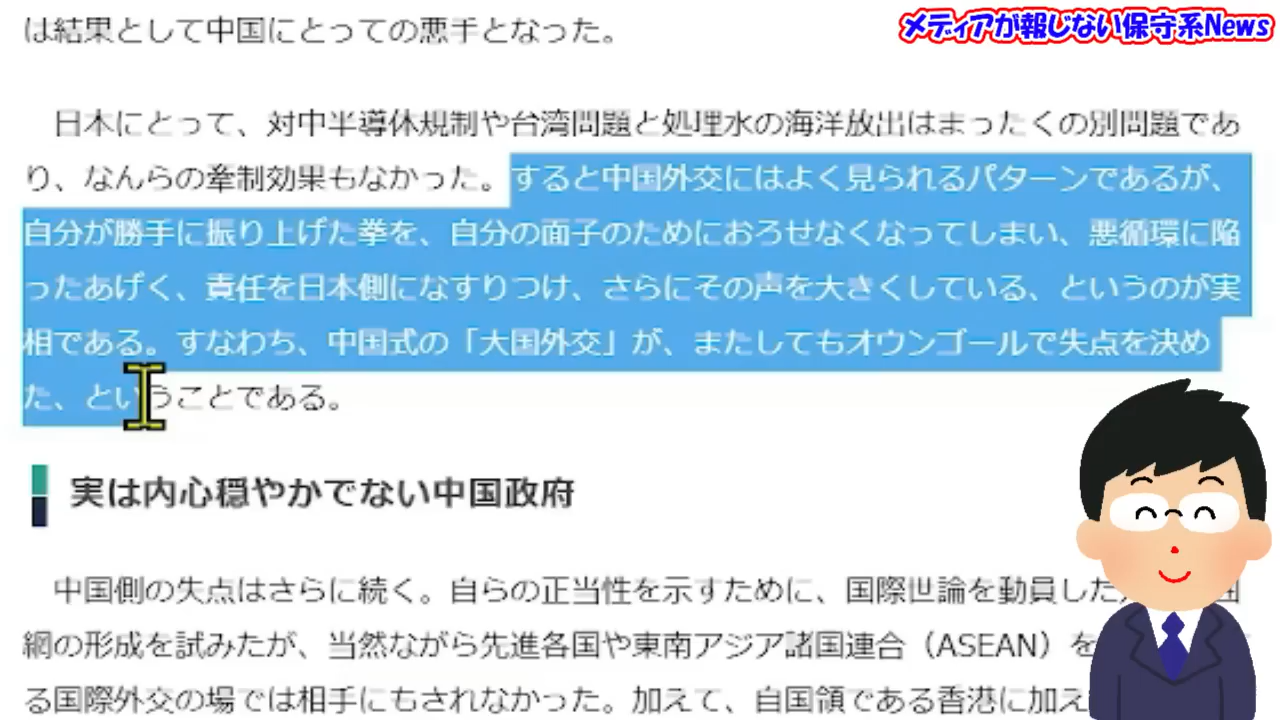 メディアが報じない保守系News
は結果として中国にとっての悪手となった。
日本にとって、対中半導体規制や台湾問題と処理水の海洋放出はまったくの別問題であ
り、なんらの牽制効果もなかった。すると中国外交にはよく見られるパターンであるが、
自分が勝手に振り上げた拳を、自分の面子のためにおろせなくなってしまい、悪循環に陥
ったあげく、責任を日本側になすりつけ、さらにその声を大きくしている、というのが実
相である。すなわち、中国式の「大国外交」が、またしてもオウンゴールで失点を決め
た、ということである。
実は内心穏やかでない中国政府
中国側の失点はさらに続く。自らの正当性を示すために、国際世論を動員した
網の形成を試みたが、当然ながら先進各国や東南アジア諸国連合（ASEAN）を
る国際外交の場では相手にもされなかった。加えて、自国領である香港に加え